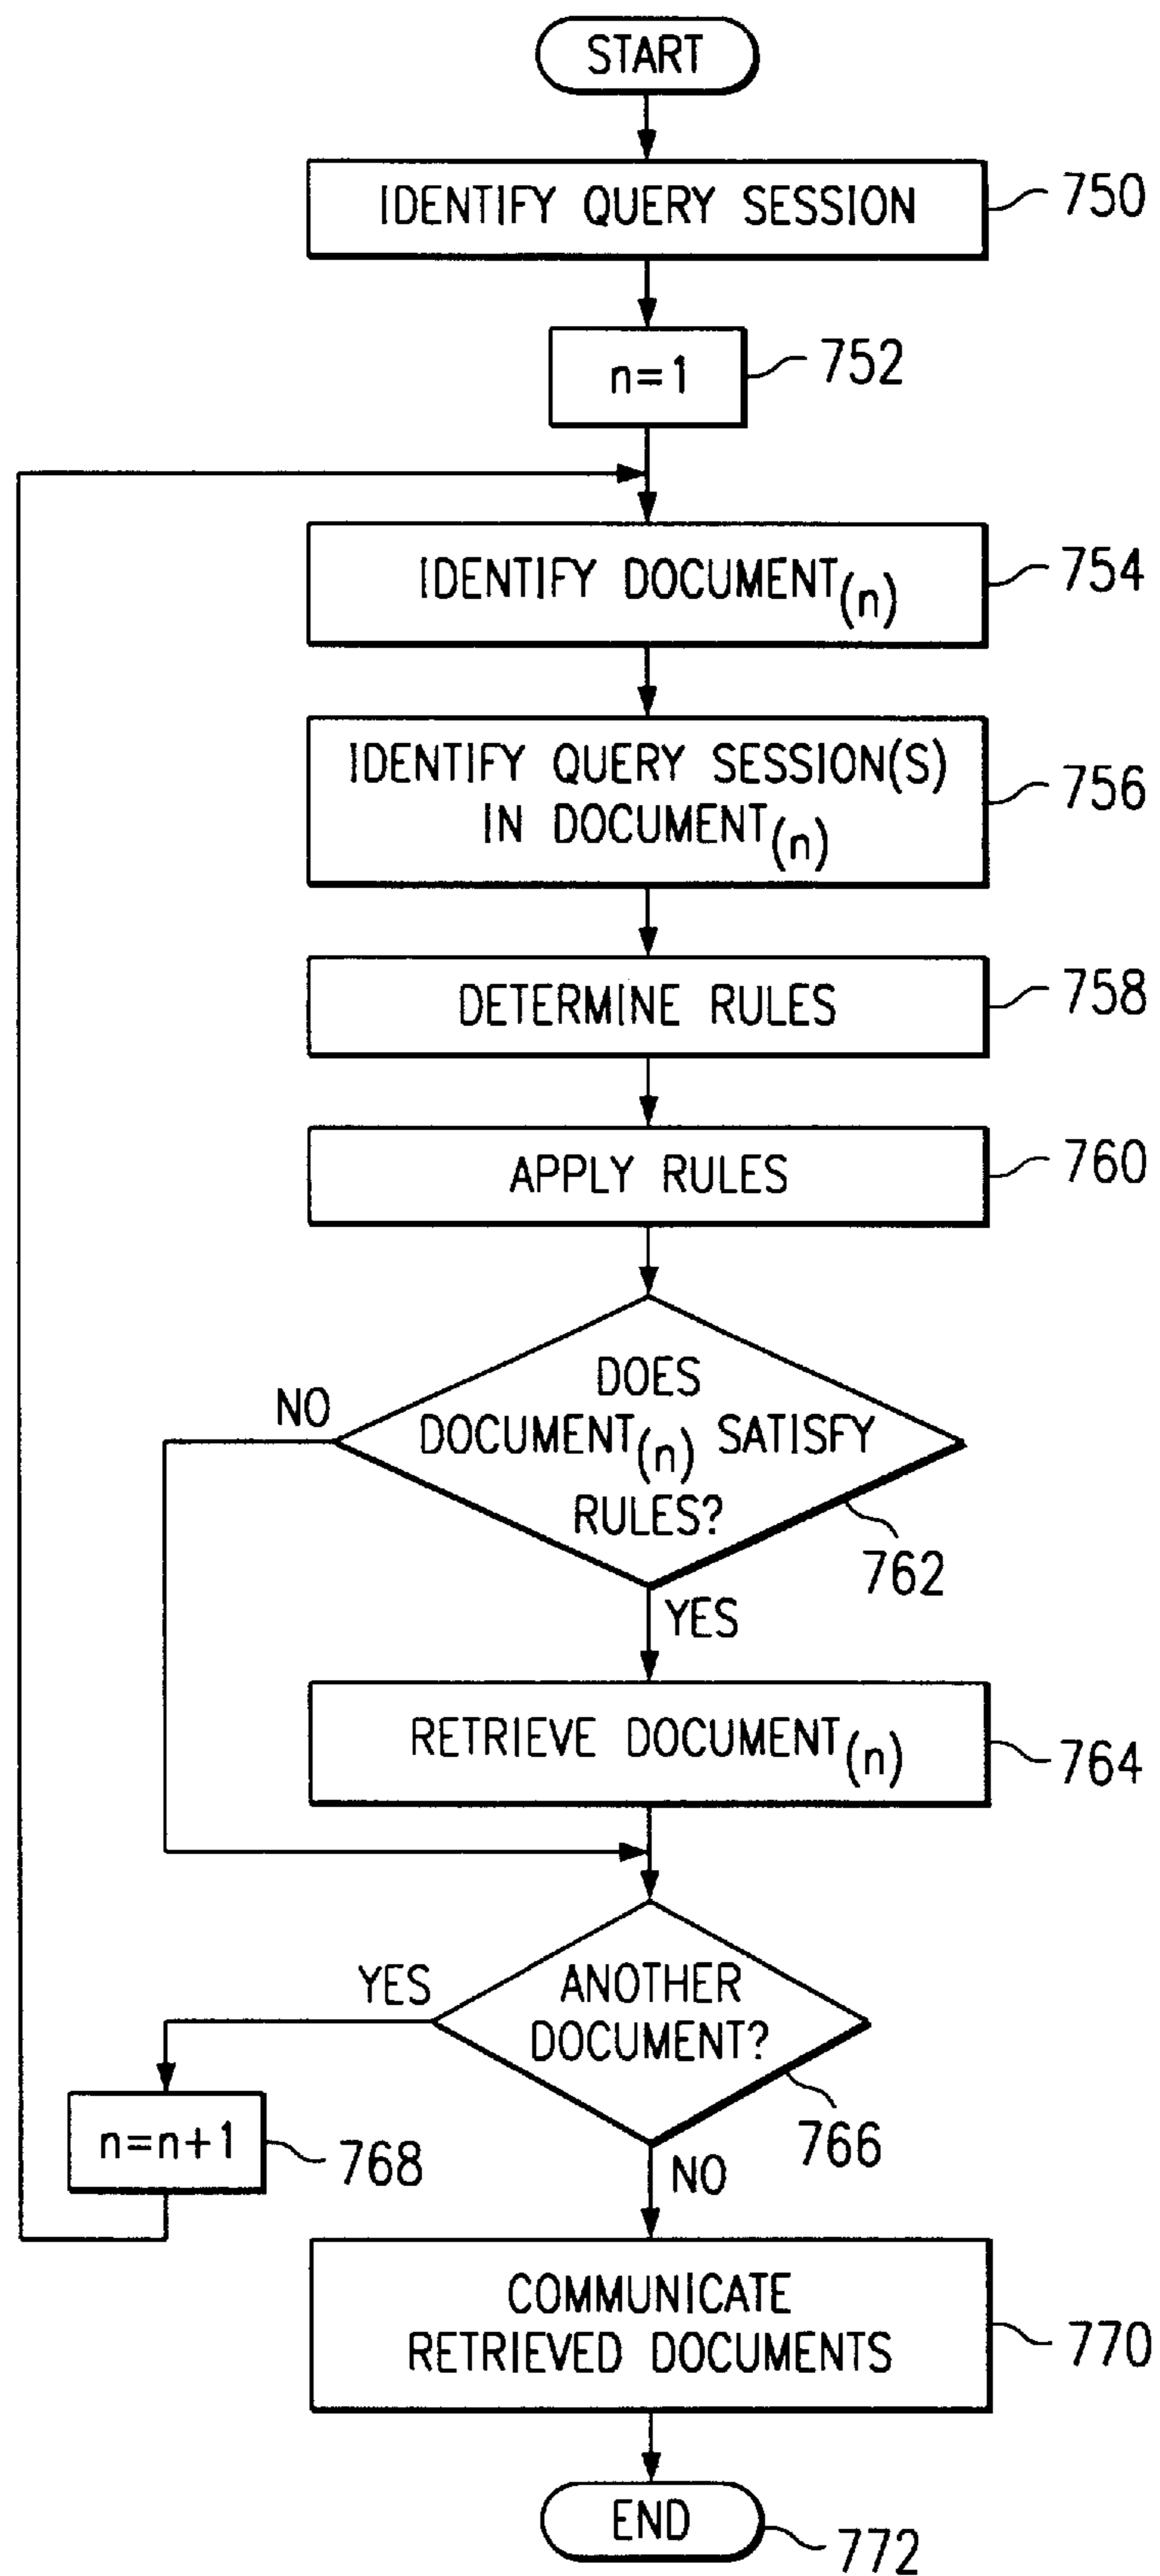 START
IDENTIFY QUERY SESSION
750
n=1
752
IDENTIFY DOCUMENT(n)
754
IDENTIFY QUERY SESSION(S)
IN DOCUMENT(n)
756
DETERMINE RULES
758
APPLY RULES
760
NO
DOES
DOCUMENT(n) SATISFY
RULES?
762
YES
RETRIEVE DOCUMENT(n)
764
YES
ANOTHER
DOCUMENT?
766
n=n+1
768
NO
COMMUNICATE
RETRIEVED DOCUMENTS
770
END
772